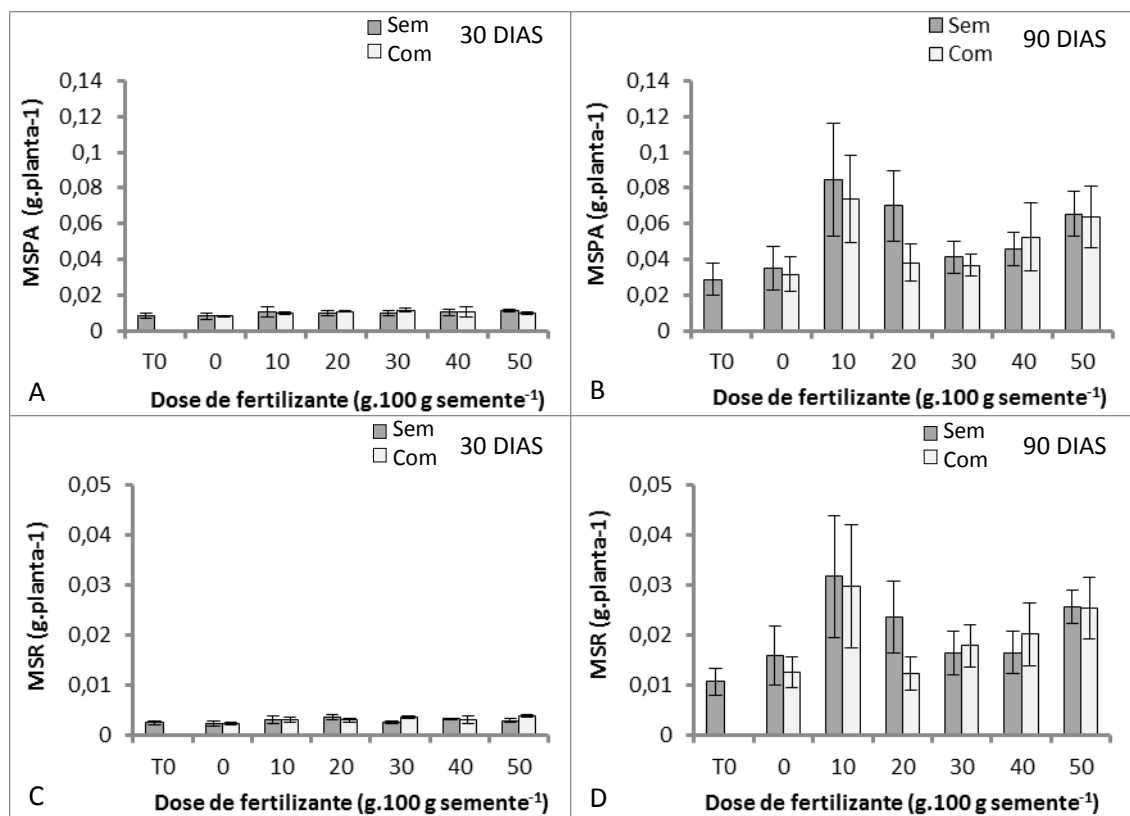 Sem
Com
30 DIAS
0,14
0,12
0,1
0,08
0,06
0,04
0,02
0
MSPA (g.planta-1)
T0 0 10 20 30 40 50
A
Dose de fertilizante (g.100 g semente⁻¹)
Sem
Com
90 DIAS
0,14
0,12
0,1
0,08
0,06
0,04
0,02
0
MSPA (g.planta-1)
T0 0 10 20 30 40 50
B
Dose de fertilizante (g.100 g semente⁻¹)
Sem
Com
30 DIAS
0,05
0,04
0,03
0,02
0,01
0
MSR (g.planta-1)
T0 0 10 20 30 40 50
C
Dose de fertilizante (g.100 g semente⁻¹)
Sem
Com
90 DIAS
0,05
0,04
0,03
0,02
0,01
0
MSR (g.planta-1)
T0 0 10 20 30 40 50
D
Dose de fertilizante (g.100 g semente⁻¹)